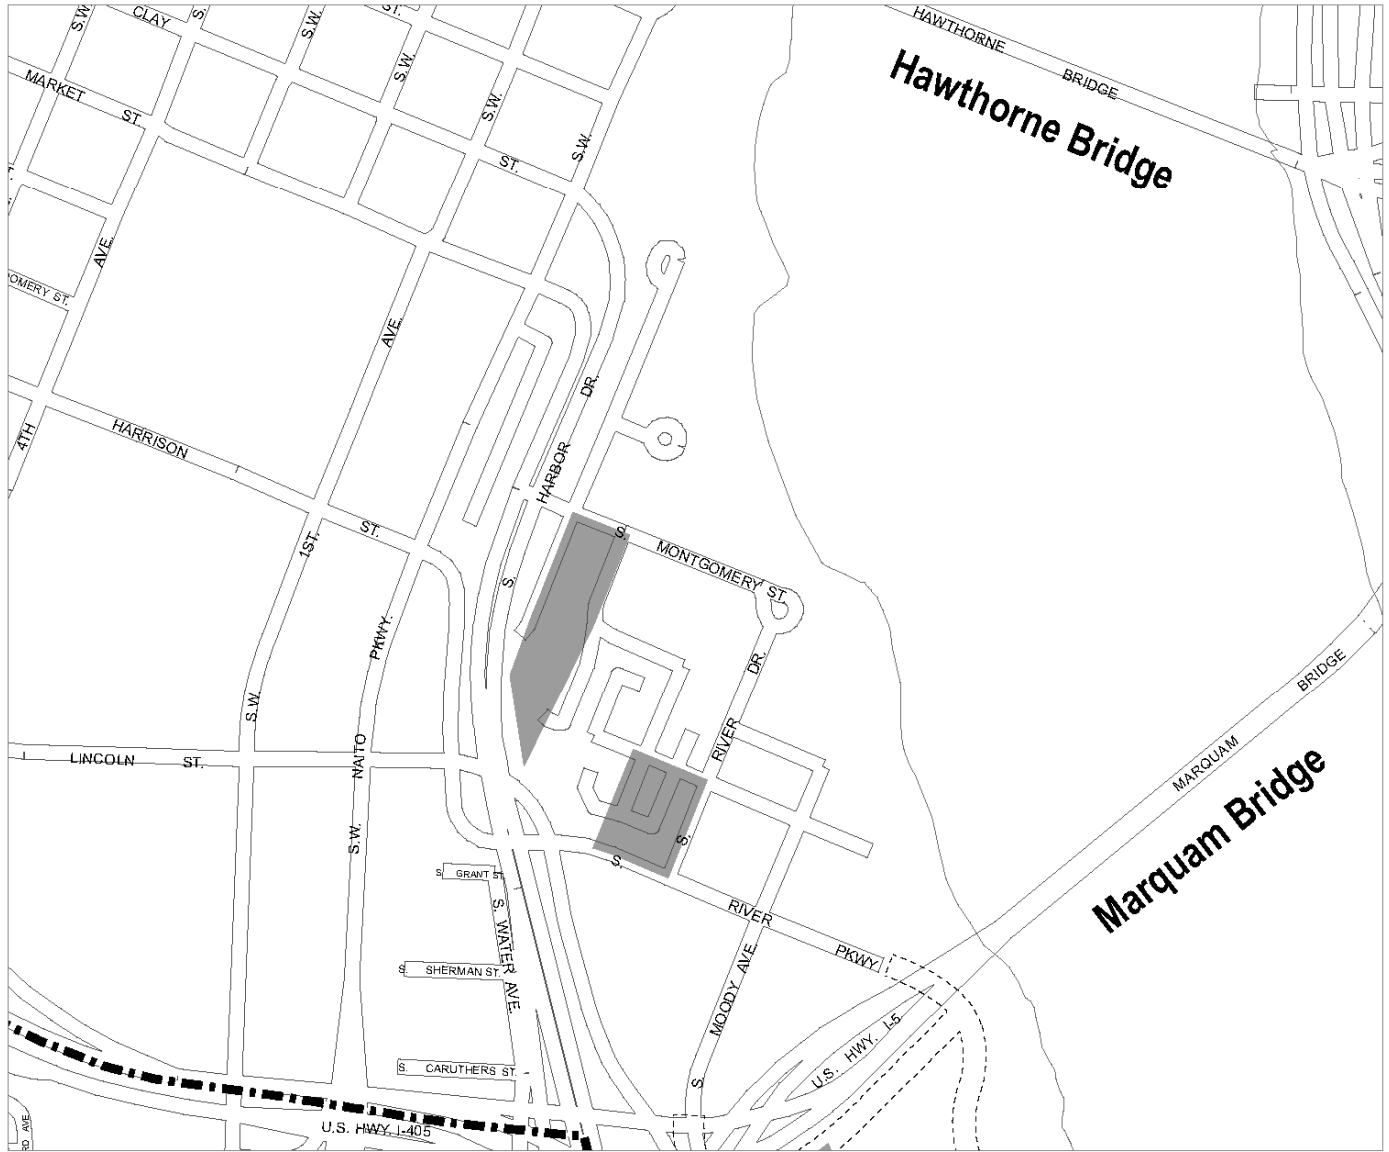 CLAY
S.W.
S.
S.W.
ST.
HAWTHORNE
BRIDGE
Hawthorne Bridge
MARKET
ST.
S.W.
S.W.
S.W.
ST.
AVE.
OMERY ST.
AVE.
HARBOR
DR.
4TH
HARRISON
ST.
1ST.
S.
S.
MONTGOMERY
ST.
PKWY.
DR.
S.W.
RIVER
BRIDGE
MARQUAM
Marquam Bridge
LINCOLN
ST.
NAITO
S.W.
S.
S.
S. GRANT ST.
RIVER
PKWY
S. WATER AVE.
S. SHERMAN ST.
MOODY AVE.
S.
U.S. HWY. I-5
S. CARUTHERS ST.
U.S. HWY. I-405
RD AVE